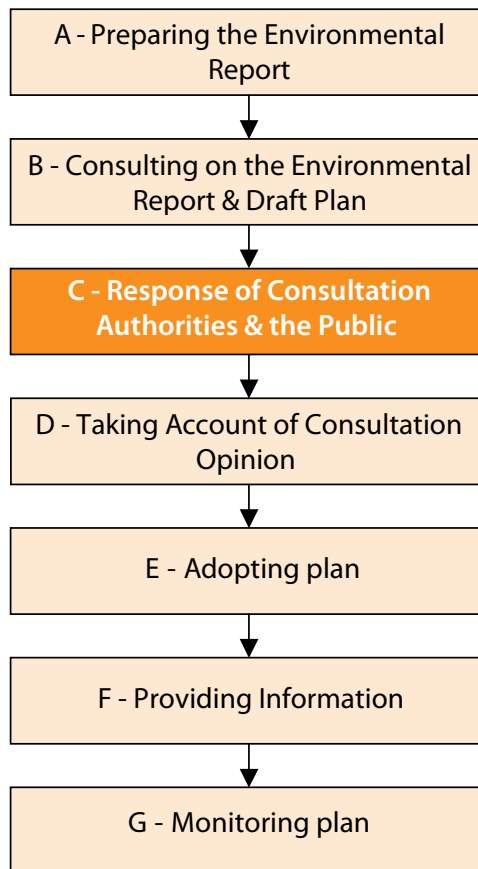 A - Preparing the Environmental
Report
B - Consulting on the Environmental
Report & Draft Plan
C - Response of Consultation
Authorities & the Public
D - Taking Account of Consultation
Opinion
E - Adopting plan
F - Providing Information
G - Monitoring plan